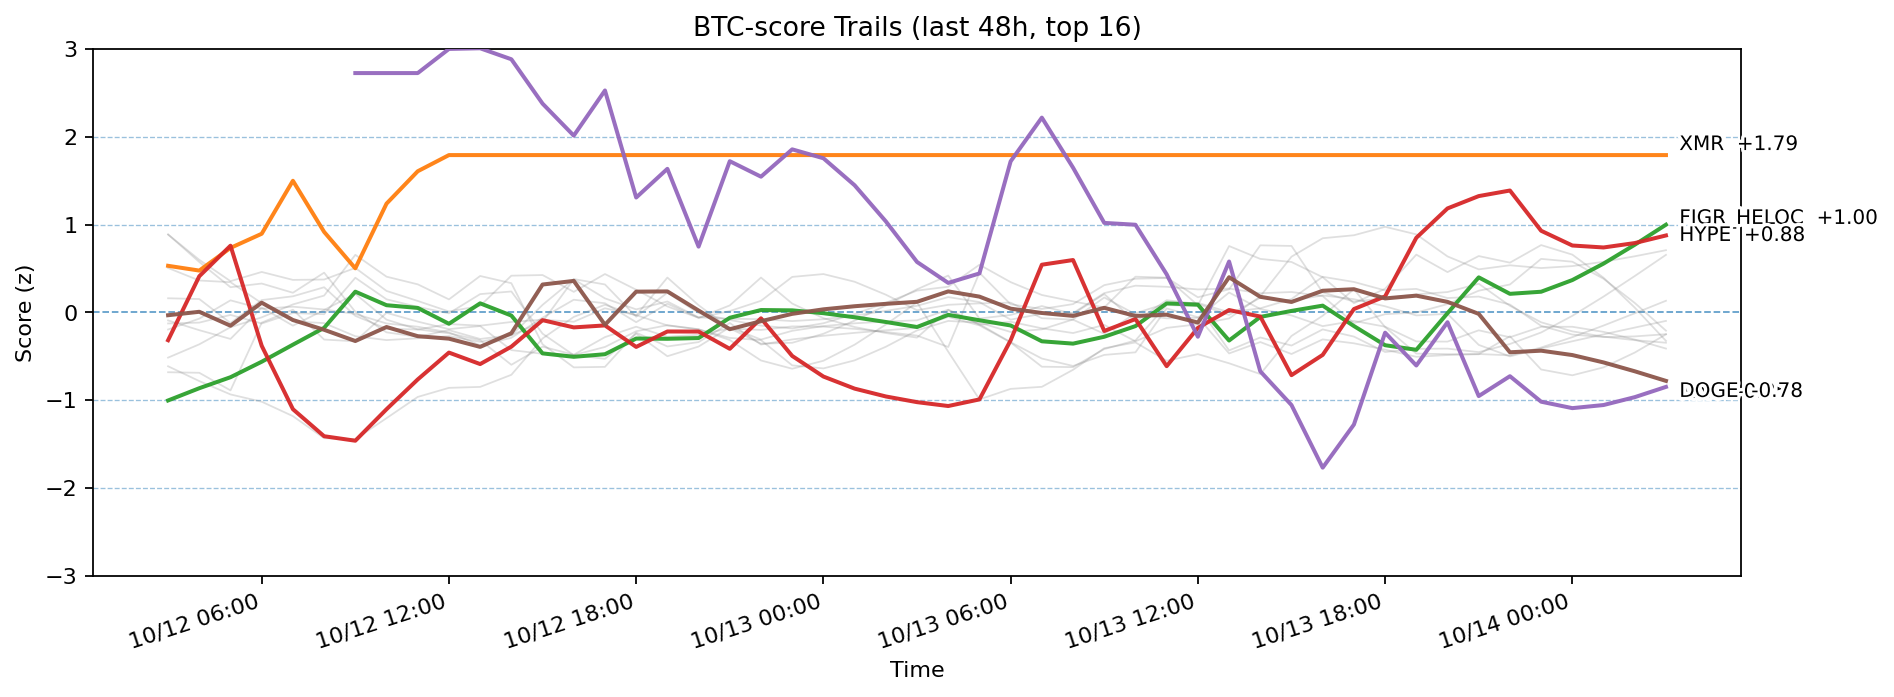 BTC-score Trails (last 48h, top 16)
Score (z)
3
2
1
0
−1
−2
−3
XMR +1.79
FIGR_HELOC +1.00
HYPE +0.88
DOGE -0.78
10/12 06:00
10/12 12:00
10/12 18:00
10/13 00:00
10/13 06:00
10/13 12:00
10/13 18:00
10/14 00:00
Time